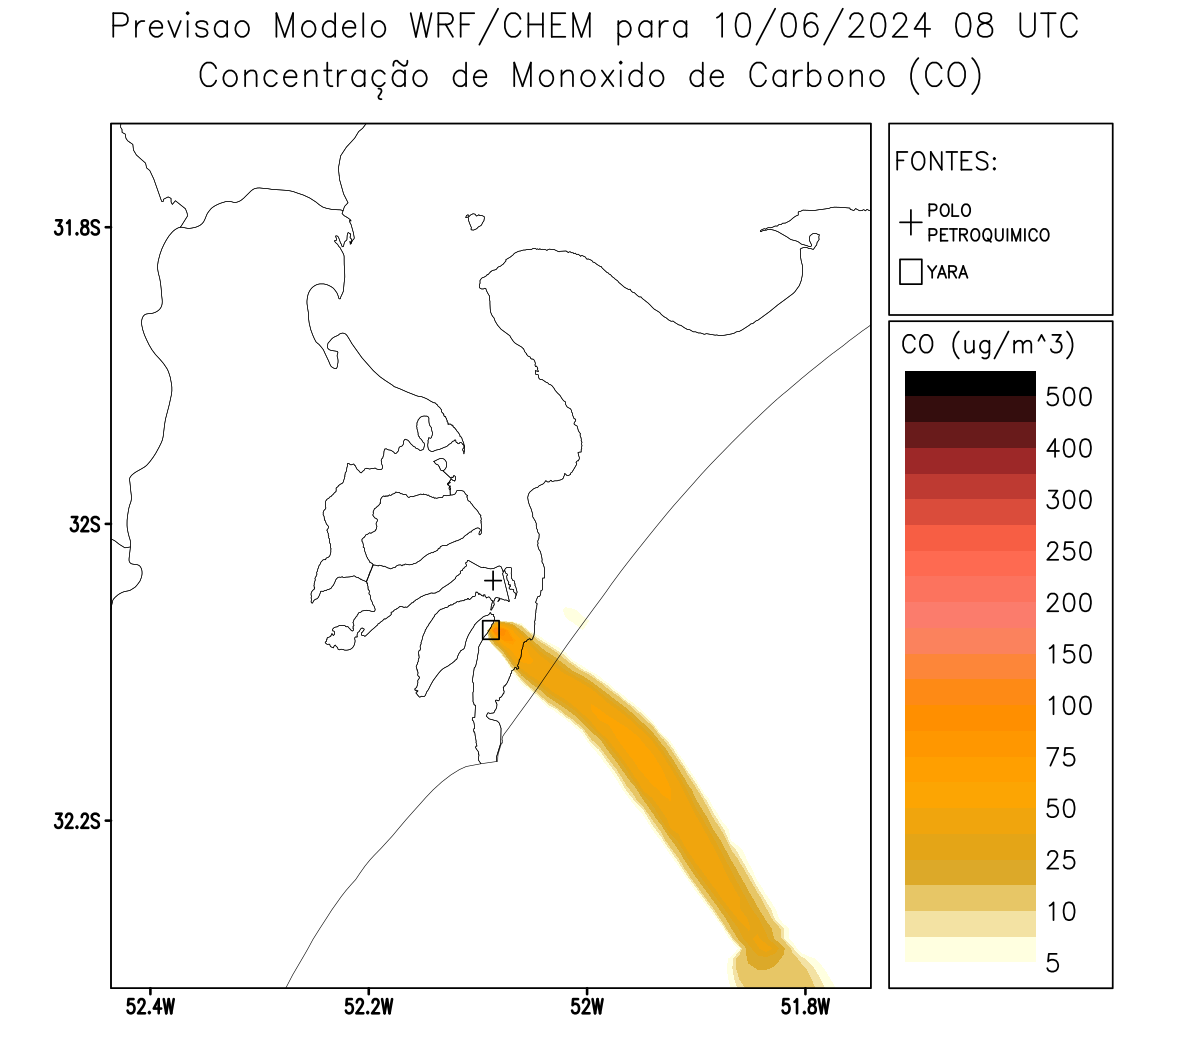 Previsao Modelo WRF/CHEM para 10/06/2024 08 UTC
Concentração de Monoxido de Carbono (CO)
FONTES:
POLO
PETROQUIMICO
YARA
CO (ug/m^3)
500
400
300
250
200
150
100
75
50
25
10
5
31.8S
32S
32.2S
52.4W
52.2W
52W
51.8W